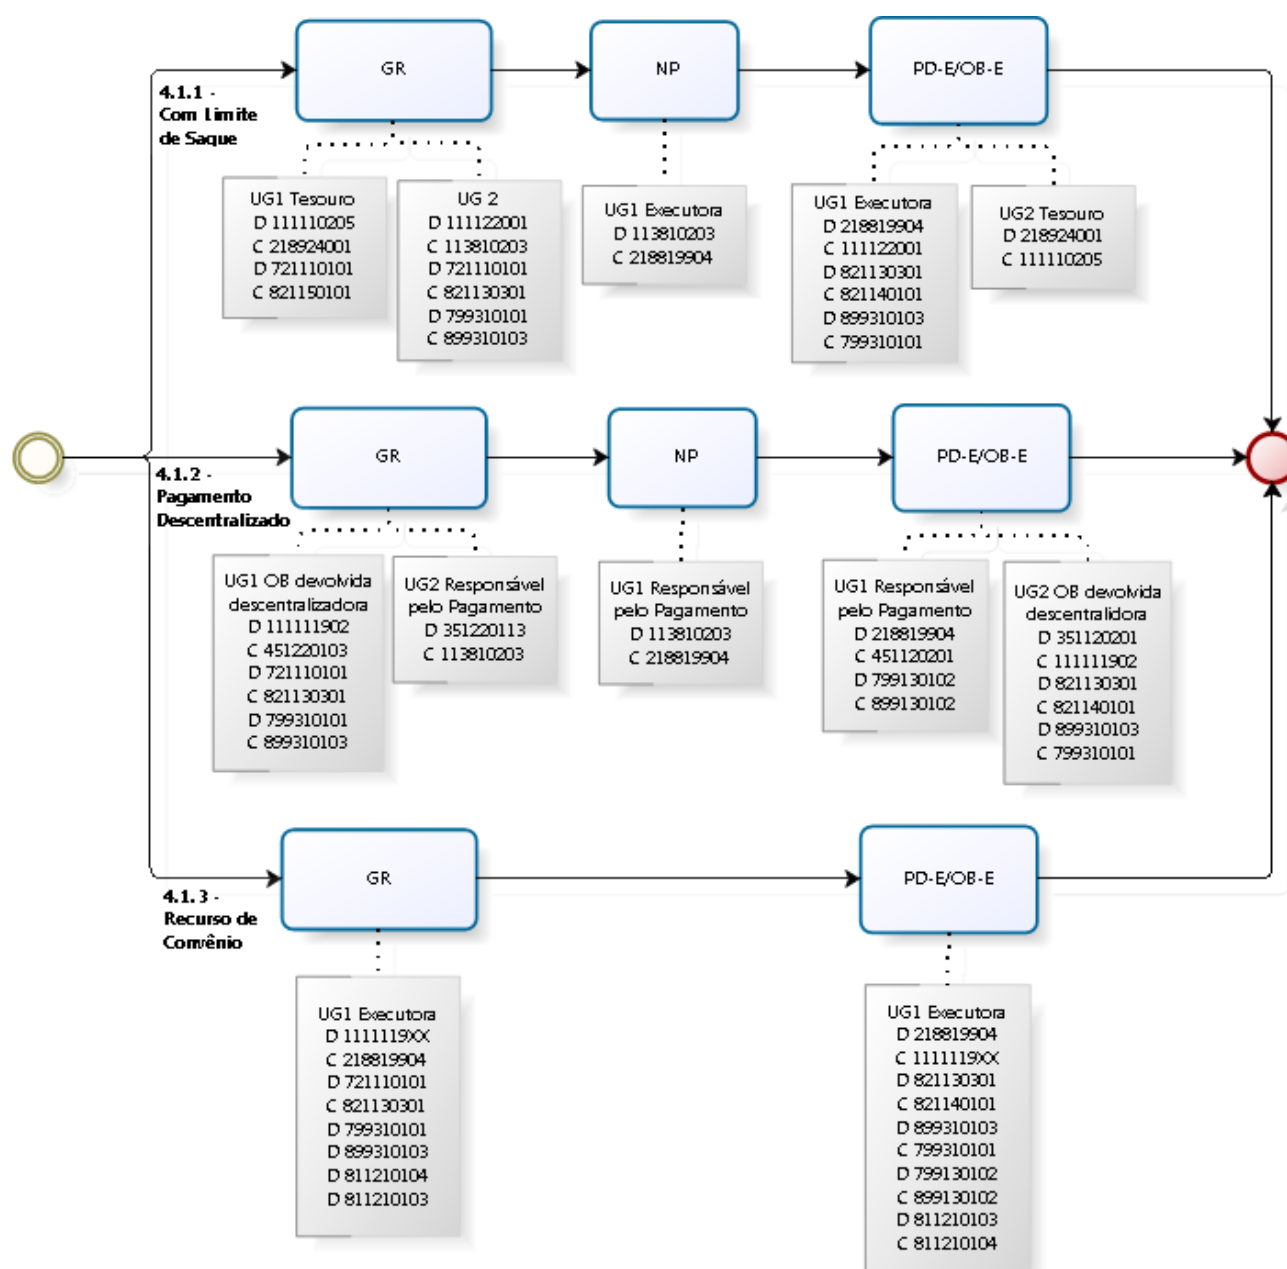 GR
NP
PD-E/OB-E
4.1.1 -
Com Limite
de Saque
UG1 Tesouro
D 111110205
C 218924001
D 721110101
C 821150101
UG 2
D 111122001
C 113810203
D 721110101
C 821130301
D 799310101
C 899310103
UG1 Executora
D 113810203
C 218819904
UG1 Executora
D 218819904
C 111122001
D 821130301
C 821140101
D 899310103
C 799310101
UG2 Tesouro
D 218924001
C 111110205
GR
NP
PD-E/OB-E
4.1.2 -
Pagamento
Descentralizado
UG1 OB devolvida
descentralizadora
D 111111902
C 451220103
D 721110101
C 821130301
D 799310101
C 899310103
UG2 Responsável
pelo Pagamento
D 351220113
C 113810203
UG1 Responsável
pelo Pagamento
D 113810203
C 218819904
UG1 Responsável
pelo Pagamento
D 218819904
C 451120201
D 799130102
C 899130102
UG2 OB devolvida
descentralidora
D 351120201
C 111111902
D 821130301
C 821140101
D 899310103
C 799310101
GR
PD-E/OB-E
4.1.3 -
Recurso de
Convênio
UG1 Executora
D 1111119XX
C 218819904
D 721110101
C 821130301
D 799310101
D 899310103
D 811210104
D 811210103
UG1 Executora
D 218819904
C 1111119XX
D 821130301
C 821140101
D 899310103
C 799310101
D 799130102
C 899130102
D 811210103
C 811210104